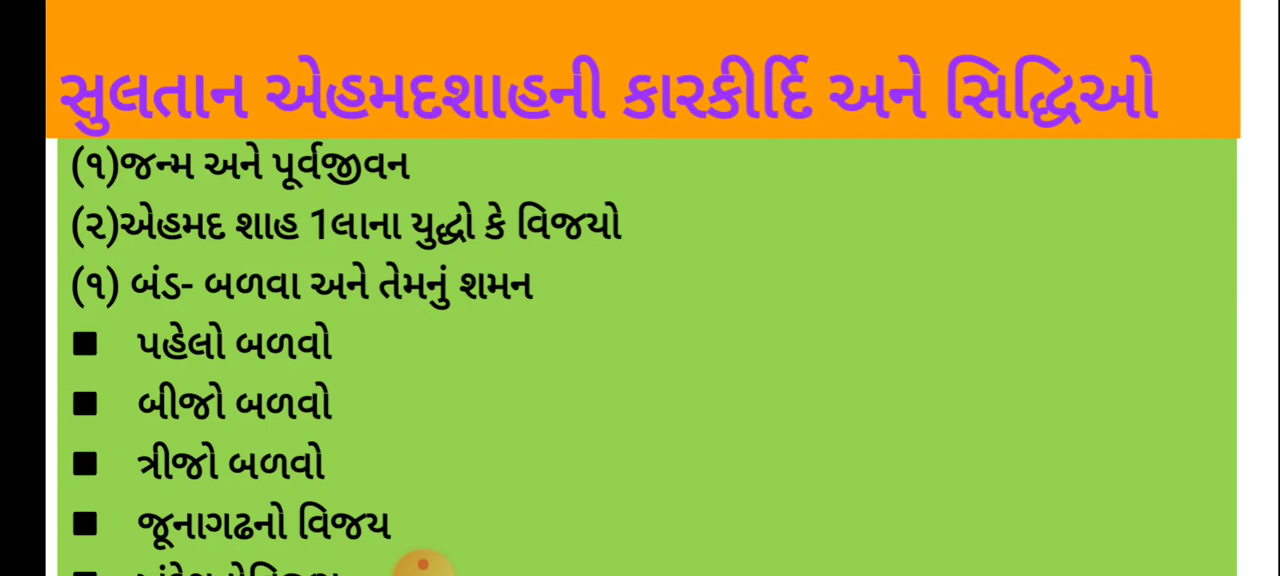 સુલતાન એહમદશાહની કારકીર્દિ અને સિદ્ધિઓ
(૧)જન્મ અને પૂર્વજીવન
(૨)એહમદ શાહ 1લાના યુદ્ધો કે વિજયો
(૧) બંડ- બળવા અને તેમનું શમન
■ પહેલો બળવો
■ બીજો બળવો
■ ત્રીજો બળવો
■ જૂનાગઢનો વિજય